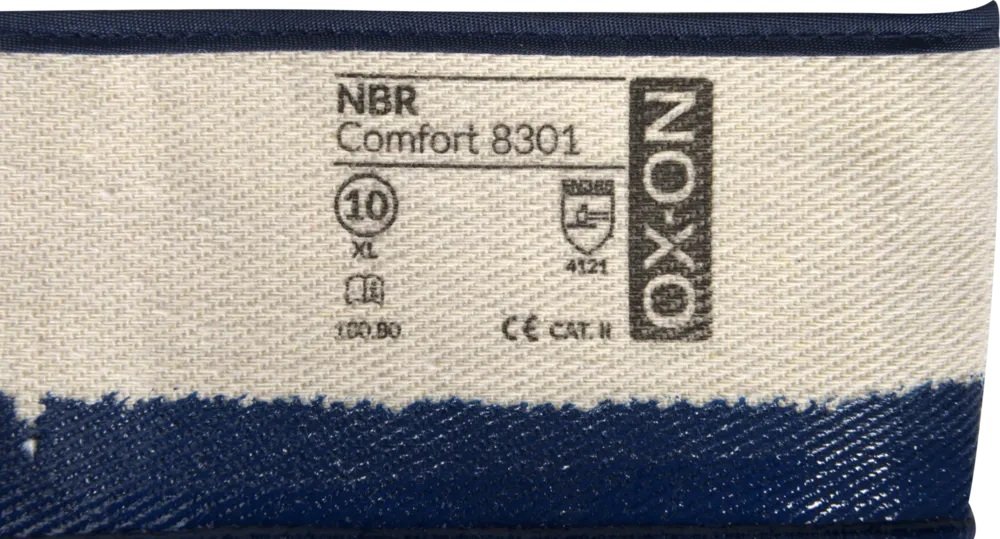 NBR
Comfort 8301
10
XL
EN388
4121
CE CAT. II
OX-ON